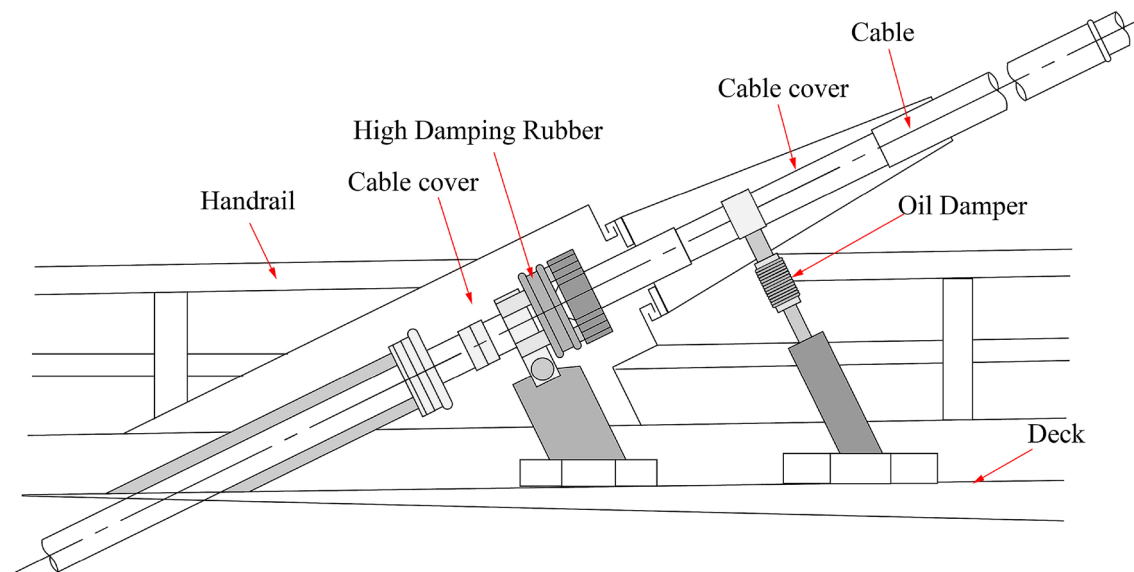 Cable
Cable cover
High Damping Rubber
Cable cover
Handrail
Oil Damper
Deck